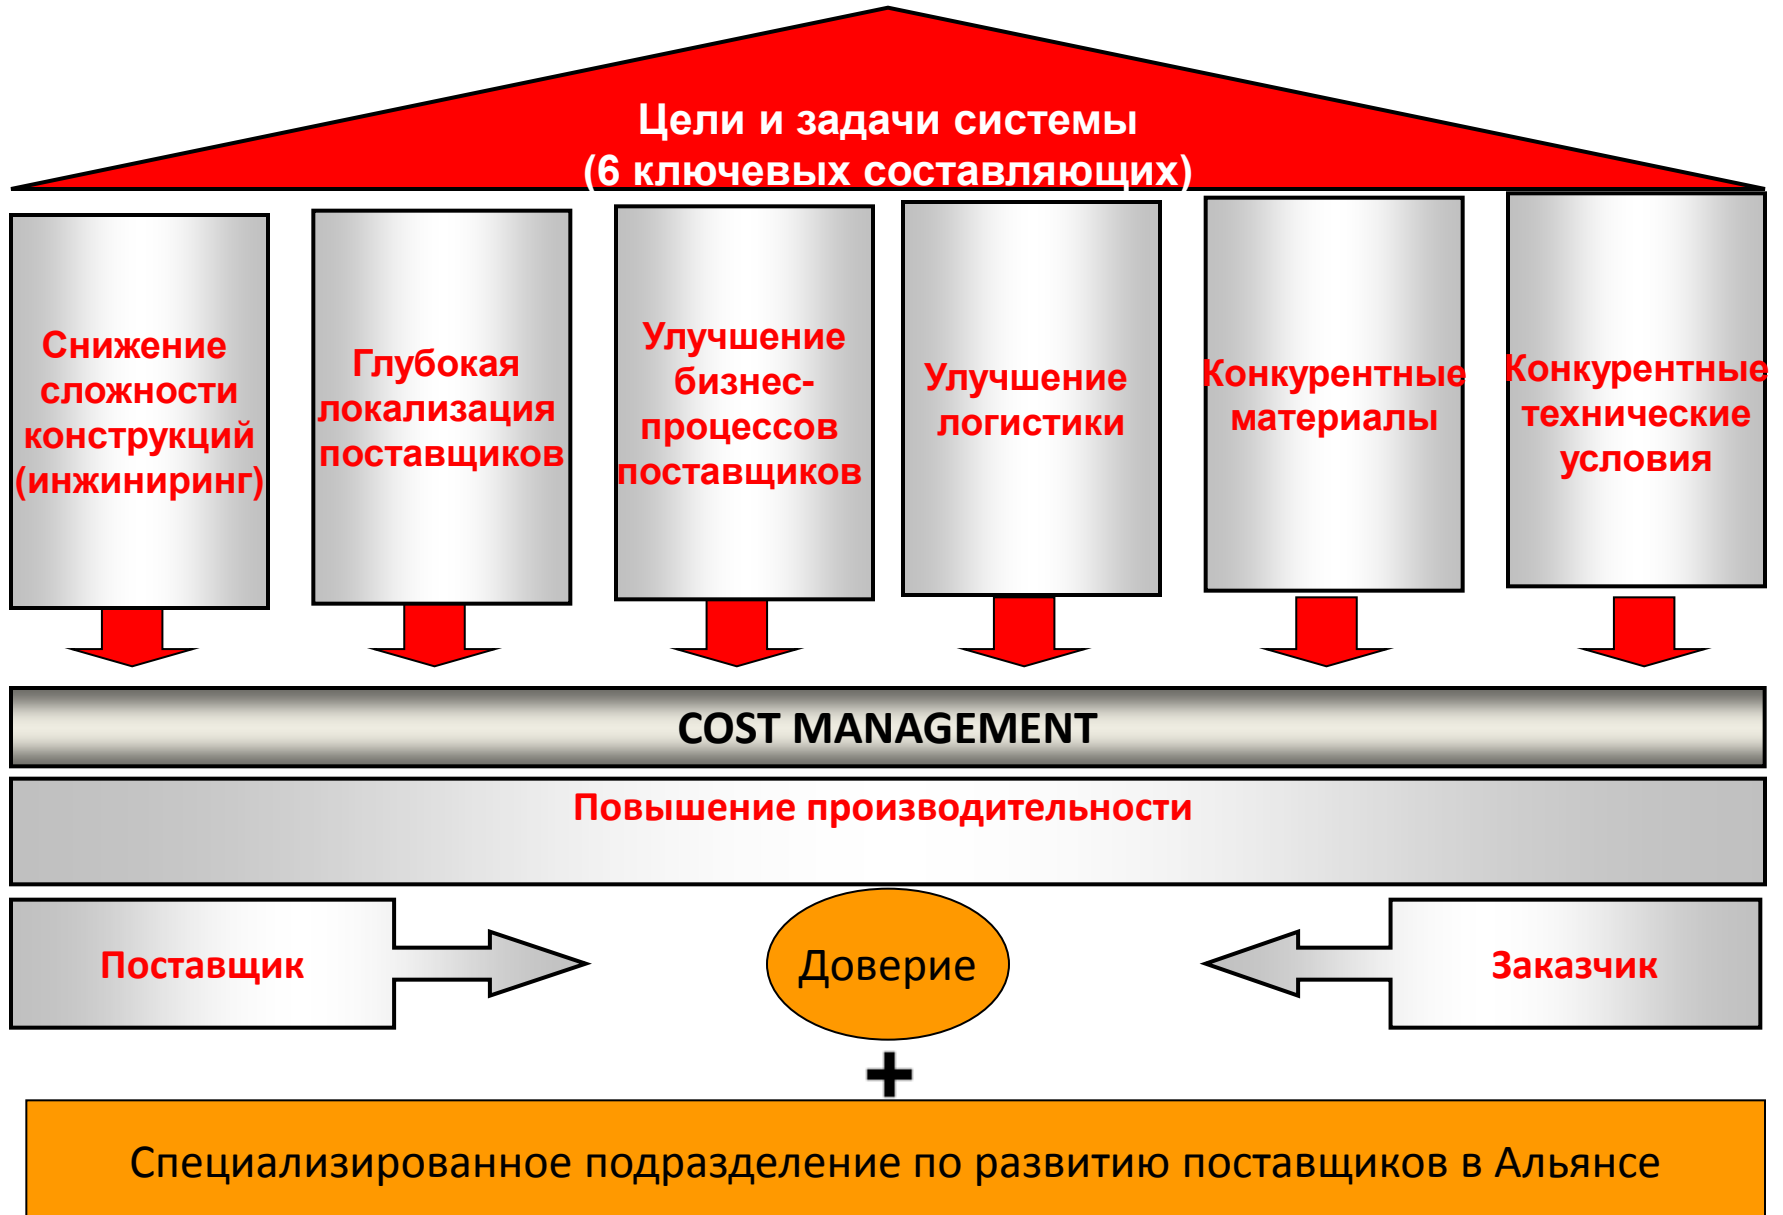 Цели и задачи системы
(6 ключевых составляющих)
Снижение
сложности
конструкций
(инжиниринг)
Глубокая
локализация
поставщиков
Улучшение
бизнес-
процессов
поставщиков
Улучшение
логистики
Конкурентные
материалы
Конкурентные
технические
условия
COST MANAGEMENT
Повышение производительности
Поставщик
Доверие
Заказчик
+
Специализированное подразделение по развитию поставщиков в Альянсе